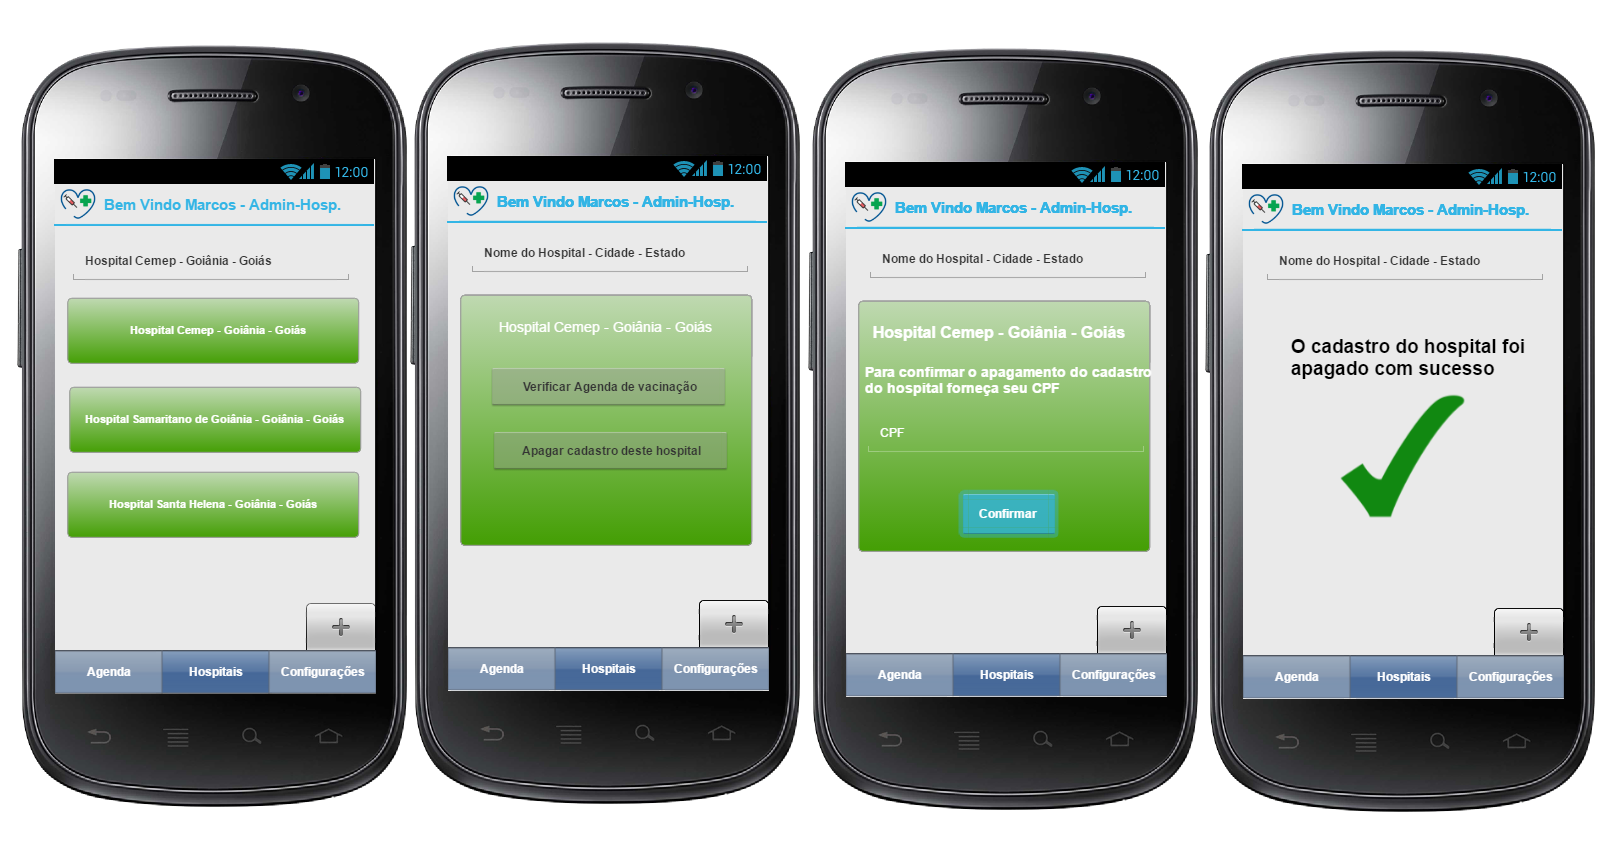 12:00
Bem Vindo Marcos - Admin-Hosp.
Hospital Cemep - Goiânia - Goiás
Hospital Cemep - Goiânia - Goiás
Hospital Samaritano de Goiânia - Goiânia - Goiás
Hospital Santa Helena - Goiânia - Goiás
+
Agenda
Hospitais
Configurações
12:00
Bem Vindo Marcos - Admin-Hosp.
Nome do Hospital - Cidade - Estado
Hospital Cemep - Goiânia - Goiás
Verificar Agenda de vacinação
Apagar cadastro deste hospital
+
Agenda
Hospitais
Configurações
12:00
Bem Vindo Marcos - Admin-Hosp.
Nome do Hospital - Cidade - Estado
Hospital Cemep - Goiânia - Goiás
Para confirmar o apagamento do cadastro
do hospital forneça seu CPF
CPF
Confirmar
+
Agenda
Hospitais
Configurações
12:00
Bem Vindo Marcos - Admin-Hosp.
Nome do Hospital - Cidade - Estado
O cadastro do hospital foi
apagado com sucesso
+
Agenda
Hospitais
Configurações